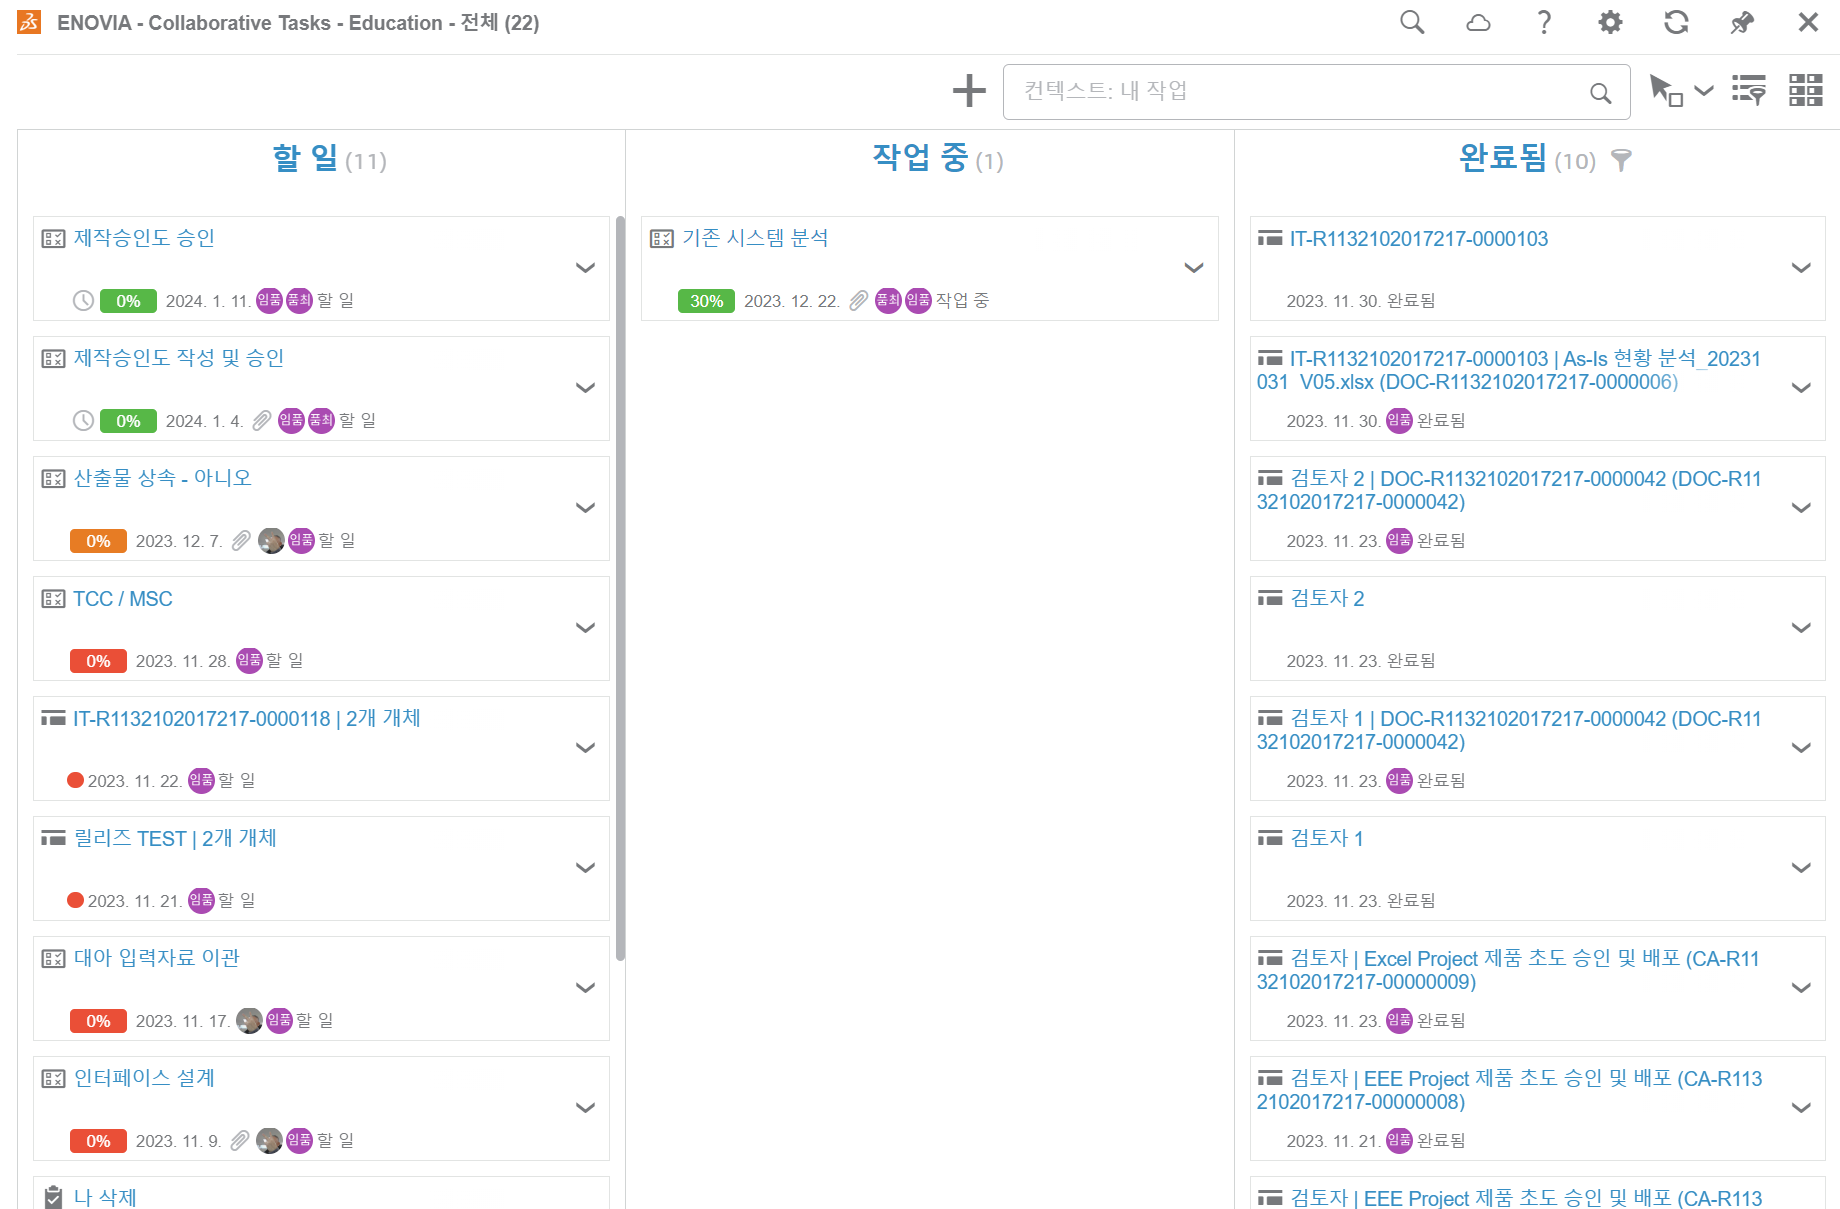 ENOVIA - Collaborative Tasks - Education - 전체 (22)
컨텍스트: 내 작업
할 일 (11)
제작승인도 승인
0% 2024. 1. 11. 임품 품최 할 일
제작승인도 작성 및 승인
0% 2024. 1. 4. 임품 품최 할 일
산출물 상속 - 아니오
0% 2023. 12. 7. 임품 할 일
TCC / MSC
0% 2023. 11. 28. 임품 할 일
IT-R1132102017217-0000118 | 2개 개체
2023. 11. 22. 임품 할 일
릴리즈 TEST | 2개 개체
2023. 11. 21. 임품 할 일
대아 입력자료 이관
0% 2023. 11. 17. 임품 할 일
인터페이스 설계
0% 2023. 11. 9. 임품 할 일
나 삭제
작업 중 (1)
기존 시스템 분석
30% 2023. 12. 22. 품최 임품 작업 중
완료됨 (10)
IT-R1132102017217-0000103
2023. 11. 30. 완료됨
IT-R1132102017217-0000103 | As-Is 현황 분석_20231
031_V05.xlsx (DOC-R1132102017217-0000006)
2023. 11. 30. 임품 완료됨
검토자 2 | DOC-R1132102017217-0000042 (DOC-R11
32102017217-0000042)
2023. 11. 23. 임품 완료됨
검토자 2
2023. 11. 23. 완료됨
검토자 1 | DOC-R1132102017217-0000042 (DOC-R11
32102017217-0000042)
2023. 11. 23. 임품 완료됨
검토자 1
2023. 11. 23. 완료됨
검토자 | Excel Project 제품 초도 승인 및 배포 (CA-R11
32102017217-00000009)
2023. 11. 23. 임품 완료됨
검토자 | EEE Project 제품 초도 승인 및 배포 (CA-R113
2102017217-00000008)
2023. 11. 21. 임품 완료됨
검토자 | EEE Project 제품 초도 승인 및 배포 (CA-R113